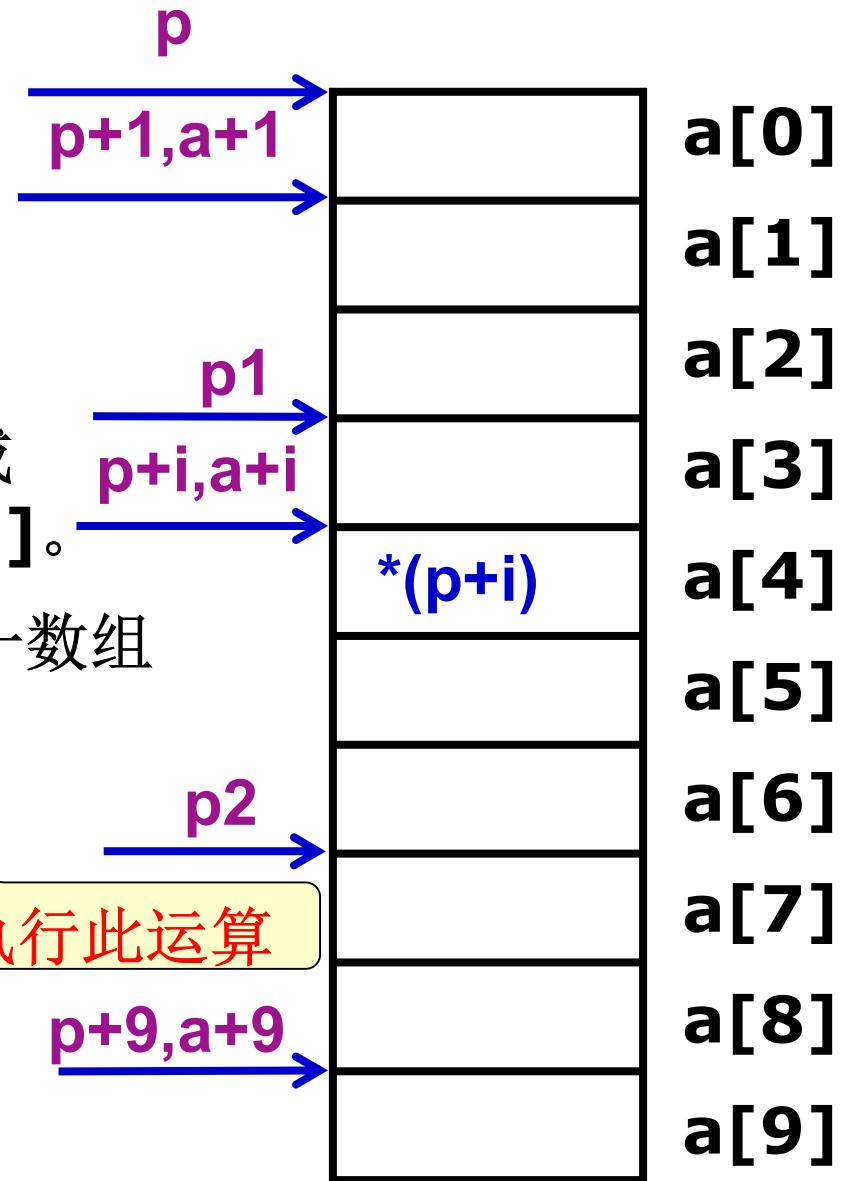 p
a[0]
p+1,a+1
a[1]
a[2]
p1
a[3]
p+i,a+i
]。
*(p+i)
a[4]
数组
a[5]
a[6]
p2
a[7]
行此运算
a[8]
p+9,a+9
a[9]